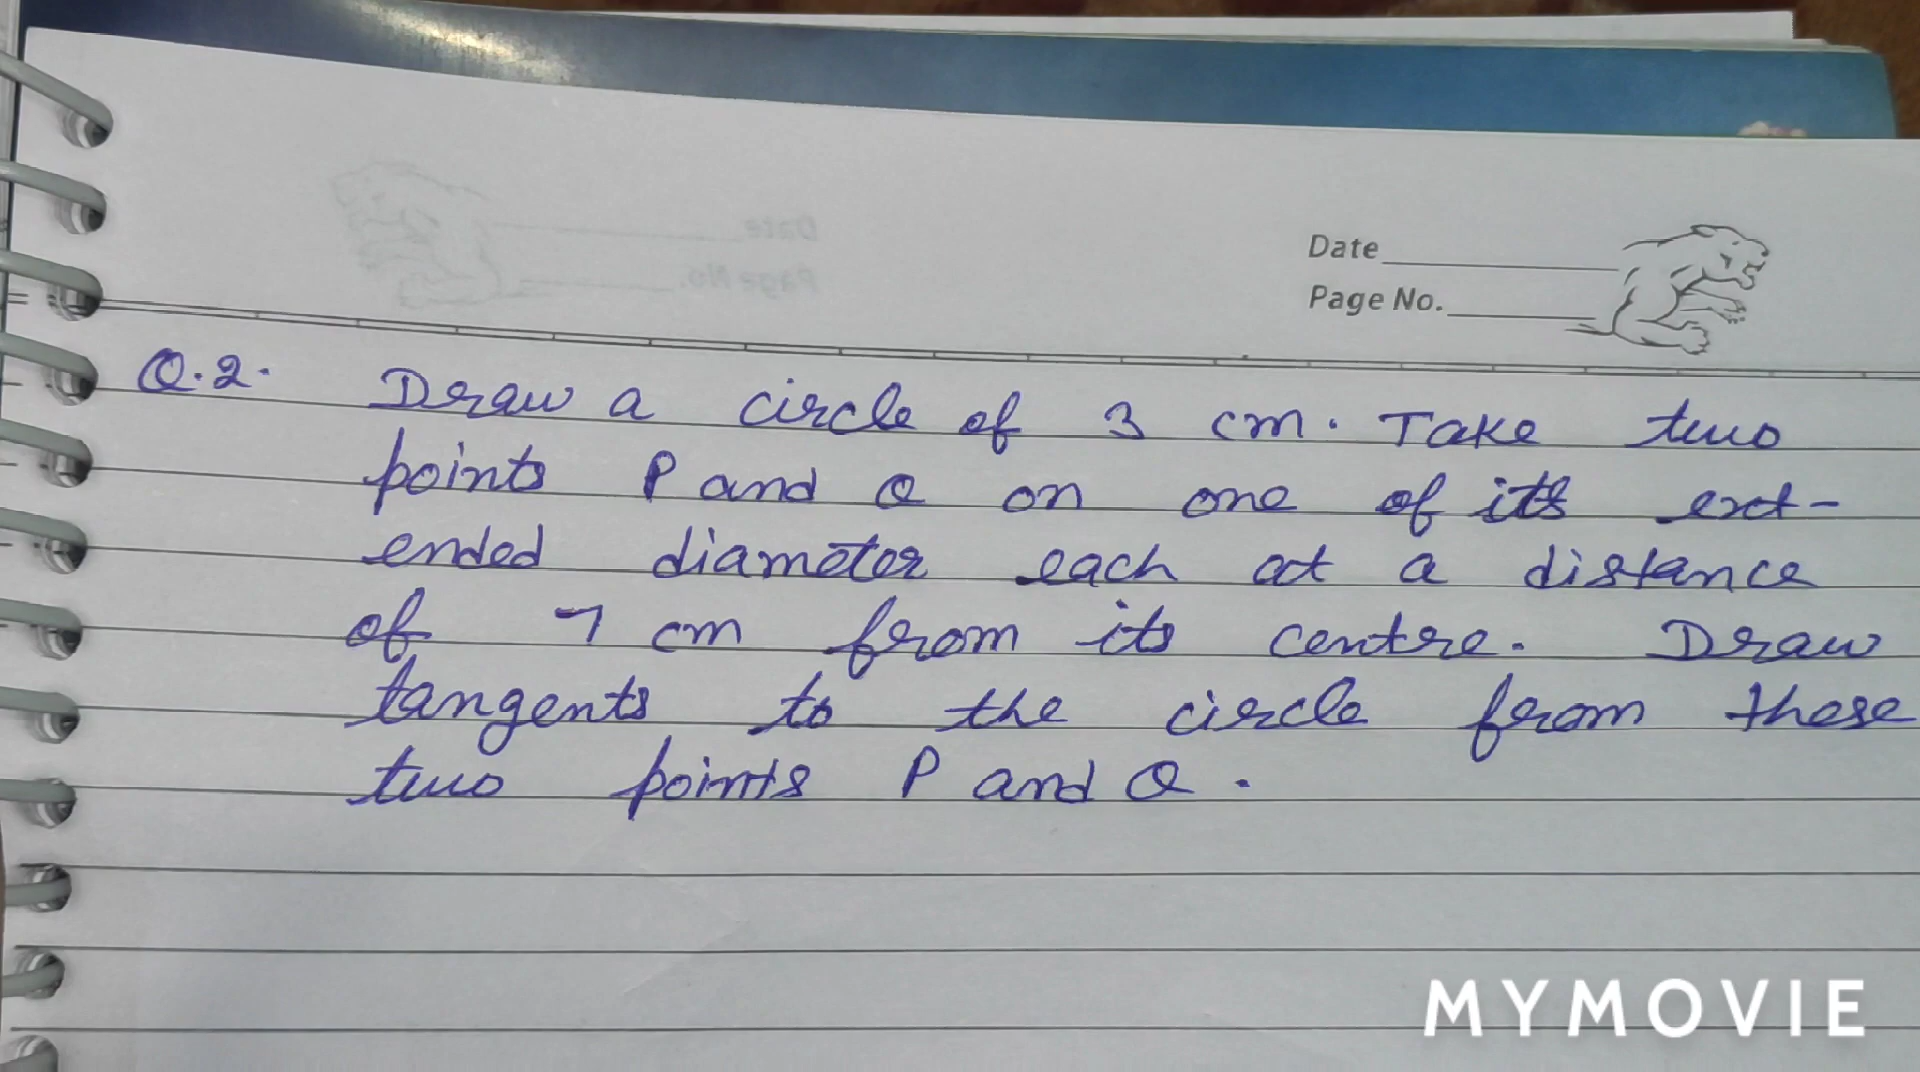 Date
Page No.
Q.2. Draw a circle of 3 cm. Take two
points P and Q on one of its ext-
ended diameter each at a distance
of 7 cm from its centre. Draw
tangents to the circle from these
two points P and Q.
MYMOVIE